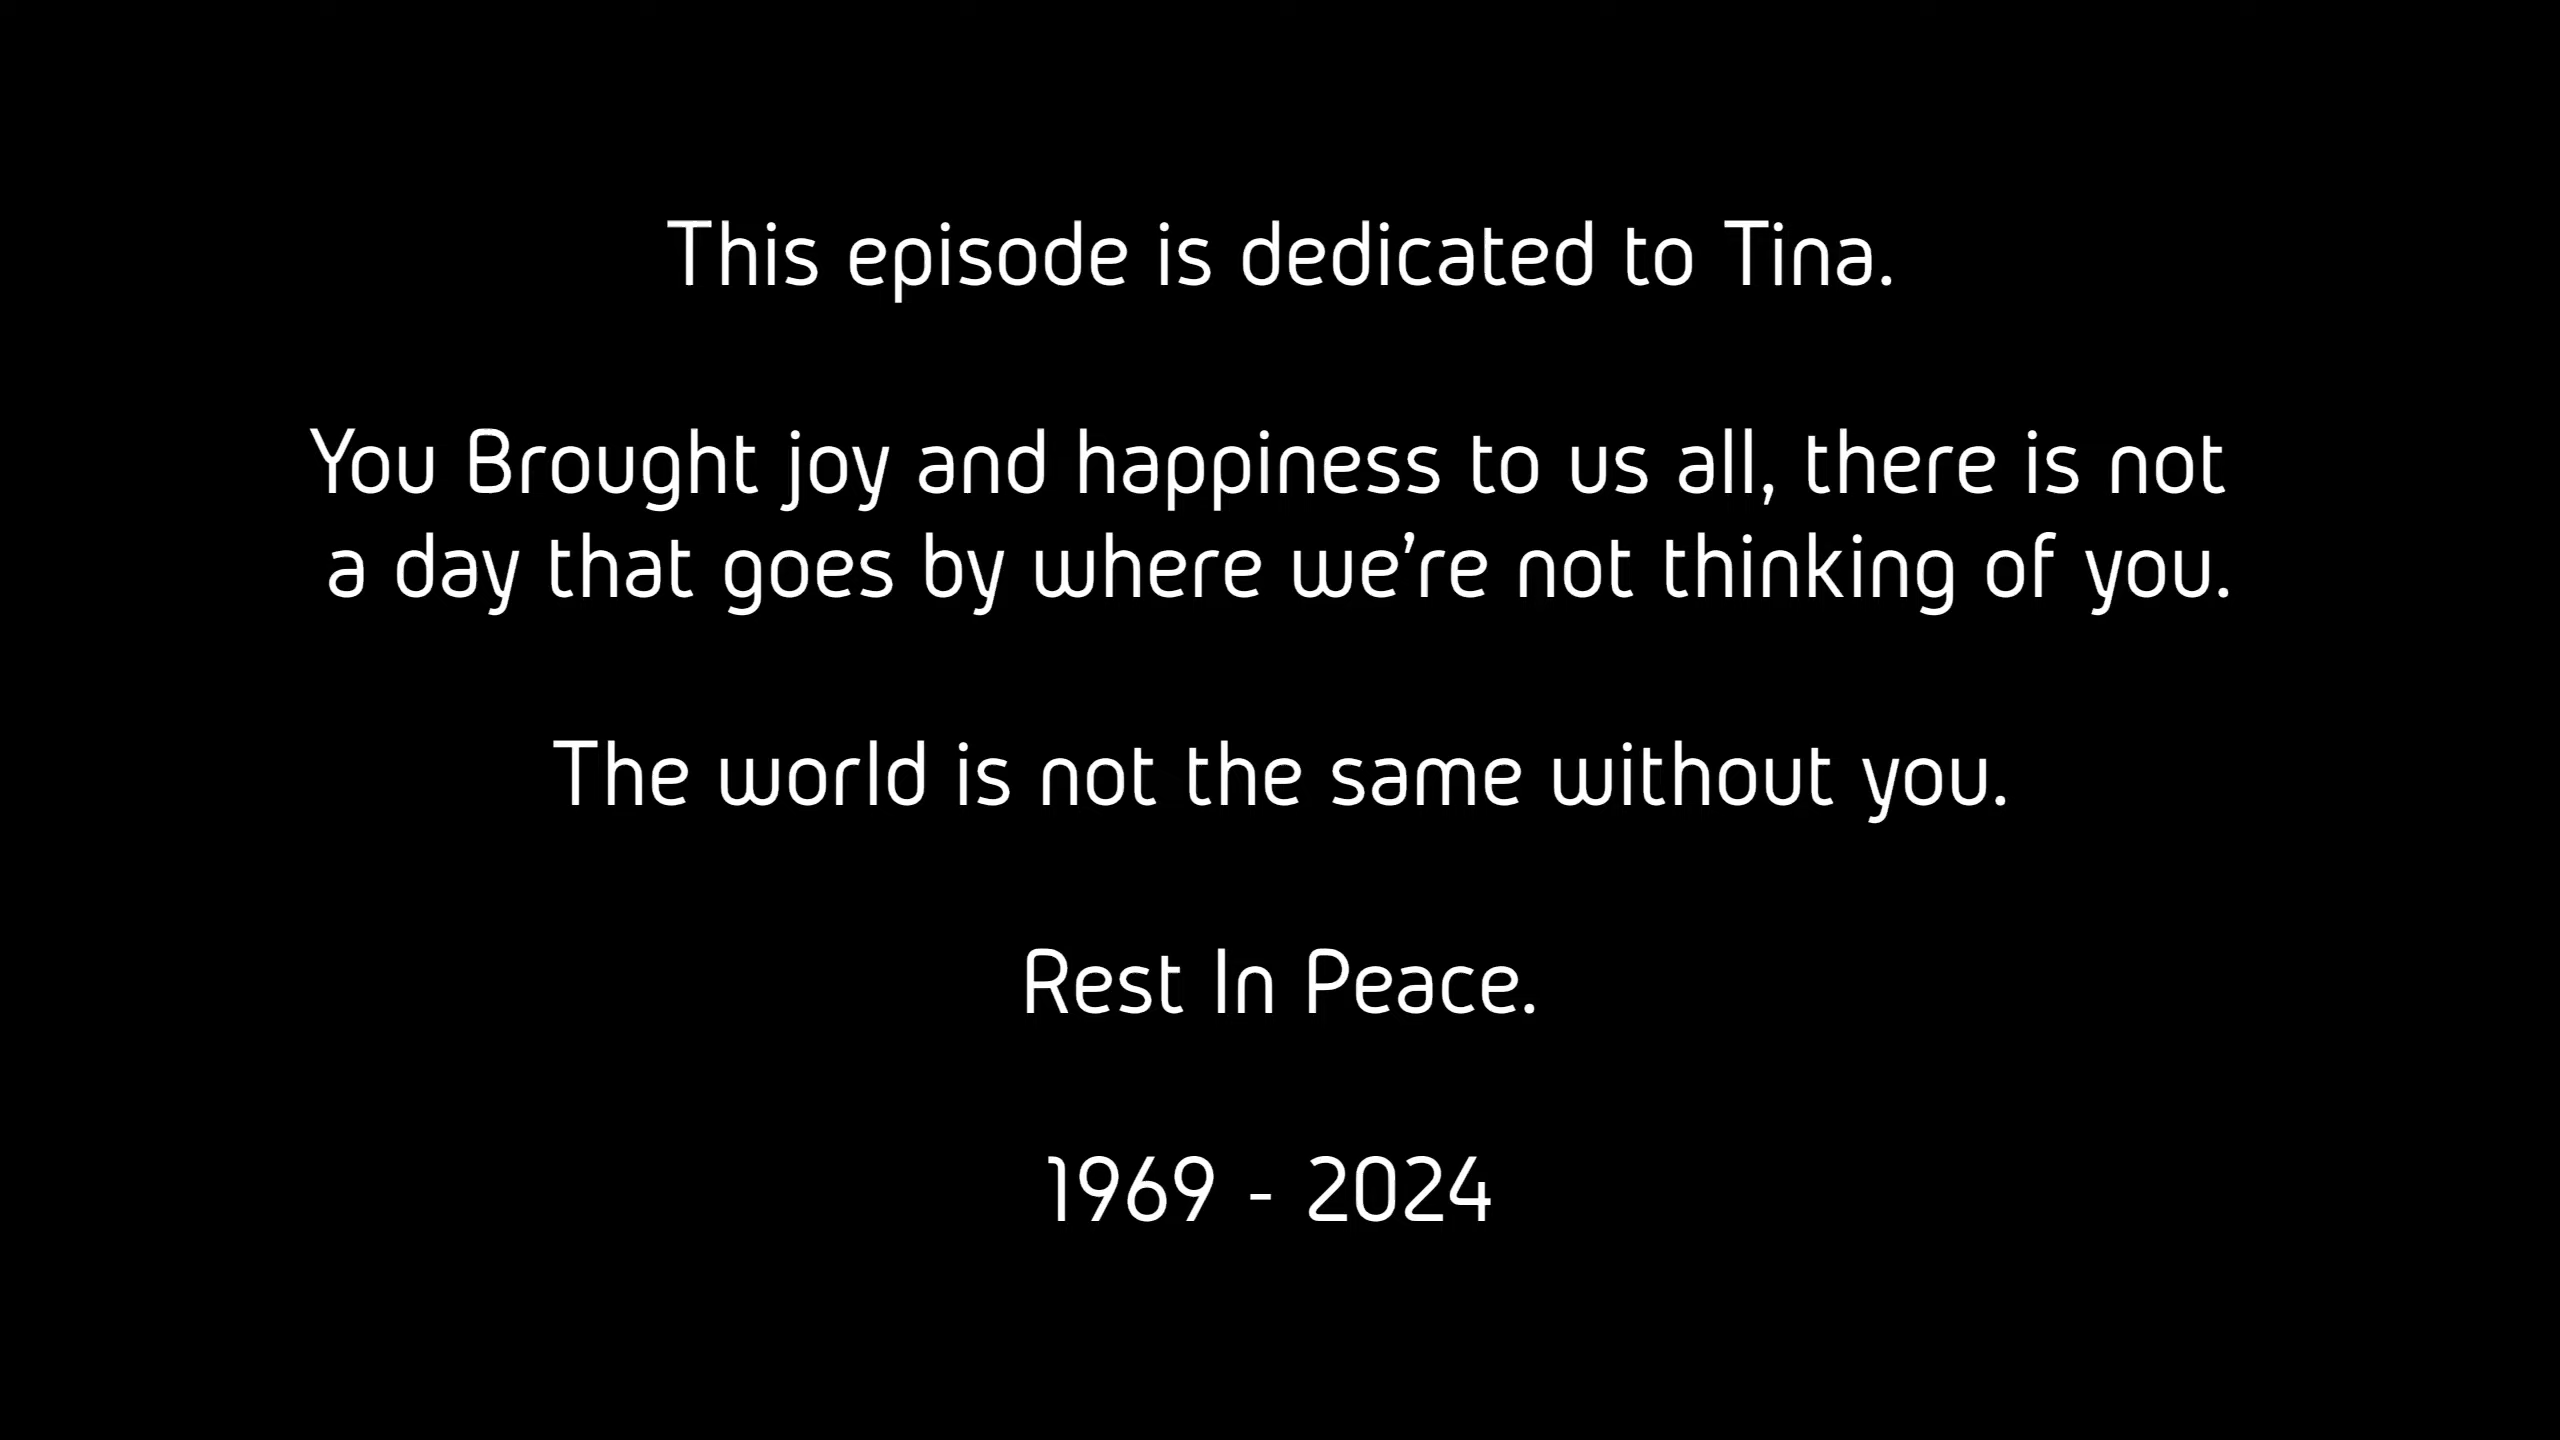 This episode is dedicated to Tina.
You Brought joy and happiness to us all, there is not
a day that goes by where we’re not thinking of you.
The world is not the same without you.
Rest In Peace.
1969 - 2024